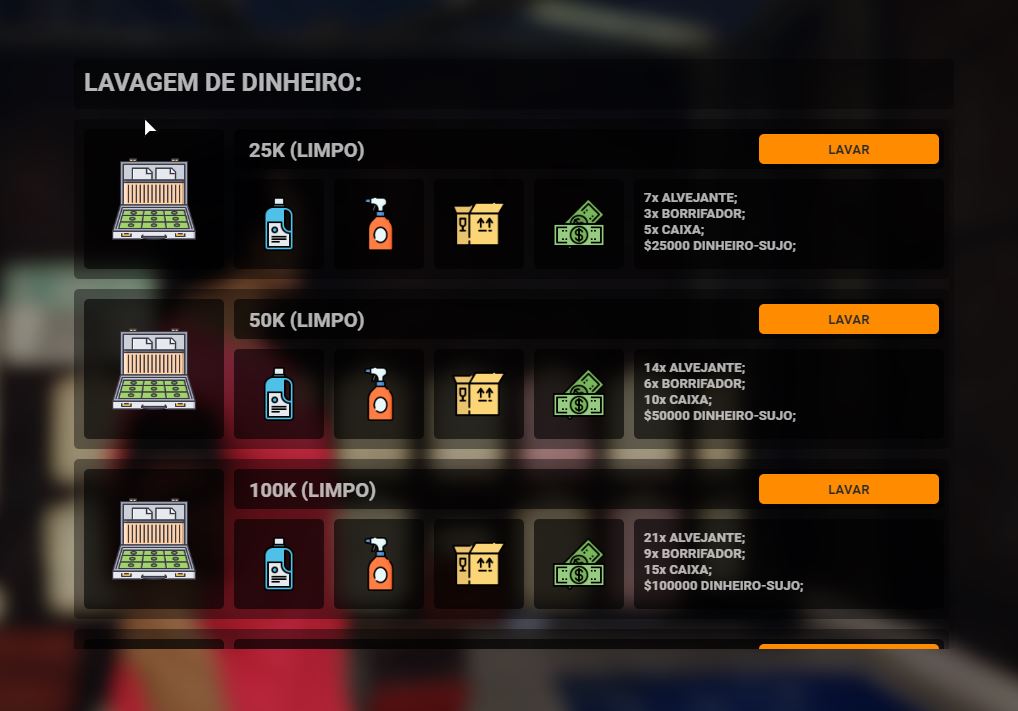 LAVAGEM DE DINHEIRO:
25K (LIMPO)
LAVAR
7x ALVEJANTE;
3x BORRIFADOR;
5x CAIXA;
$25000 DINHEIRO-SUJO;
50K (LIMPO)
LAVAR
14x ALVEJANTE;
6x BORRIFADOR;
10x CAIXA;
$50000 DINHEIRO-SUJO;
100K (LIMPO)
LAVAR
21x ALVEJANTE;
9x BORRIFADOR;
15x CAIXA;
$100000 DINHEIRO-SUJO;